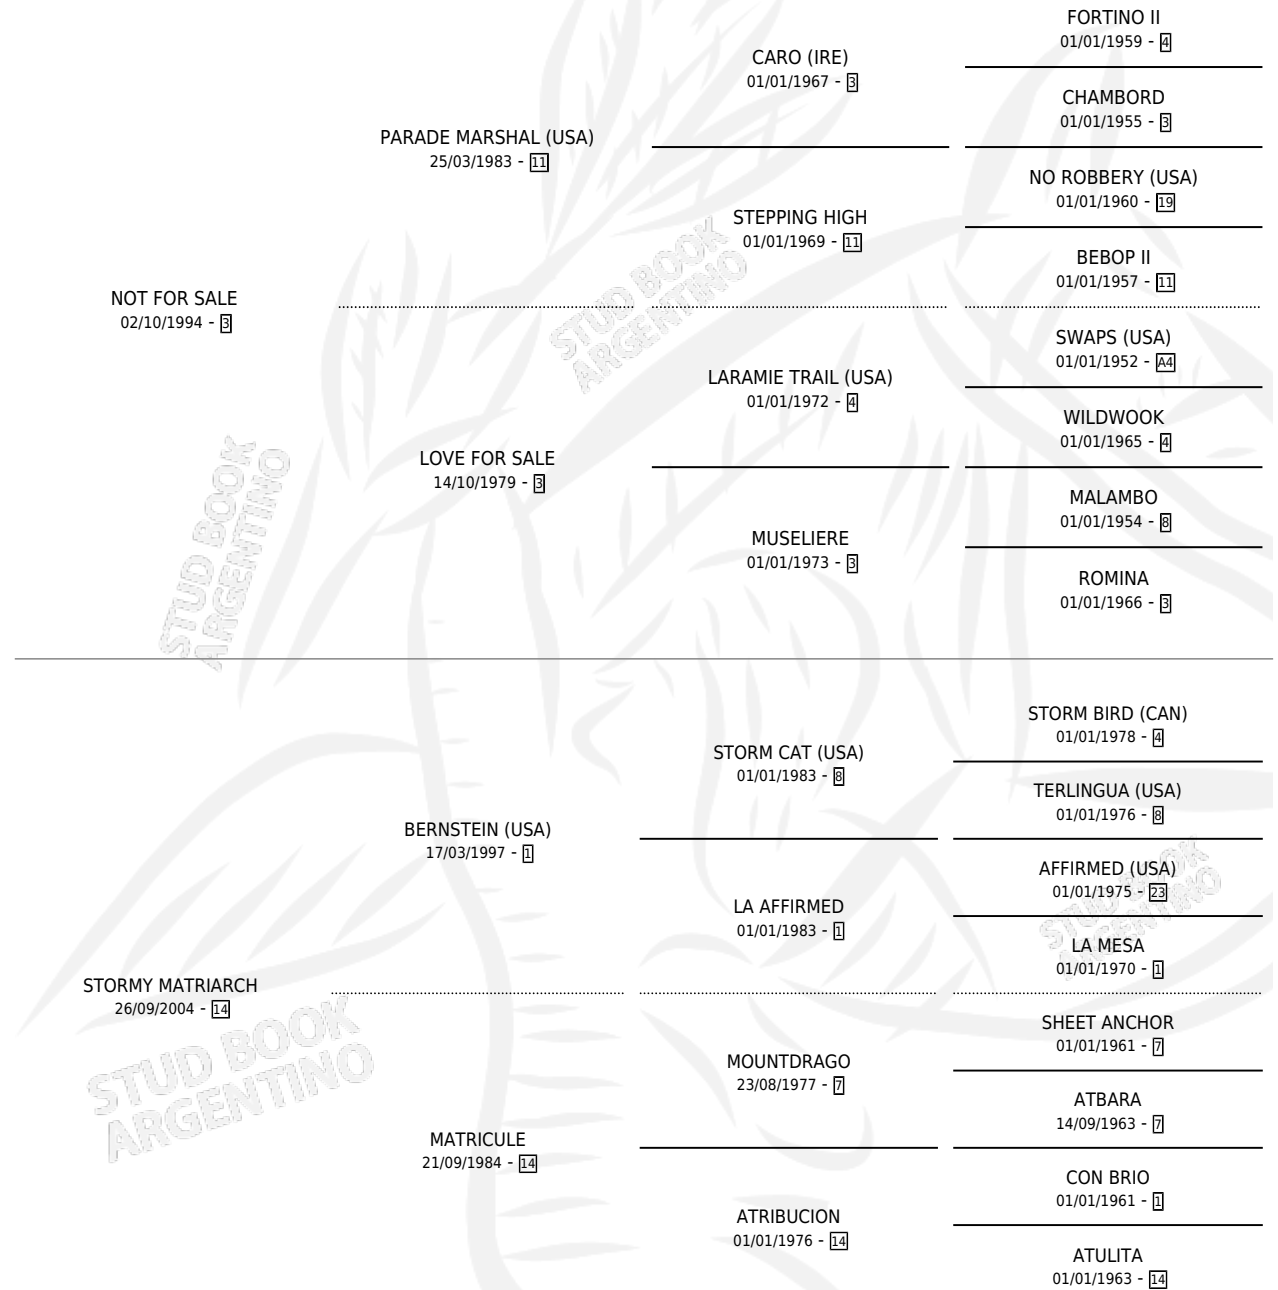 FORTINO II
01/01/1959 - 4
CARO (IRE)
01/01/1967 - 3
CHAMBORD
01/01/1955 - 3
PARADE MARSHAL (USA)
25/03/1983 - 11
NO ROBBERY (USA)
01/01/1960 - 19
STEPPING HIGH
01/01/1969 - 11
BEBOP II
01/01/1957 - 11
NOT FOR SALE
02/10/1994 - 3
SWAPS (USA)
01/01/1952 - A4
LARAMIE TRAIL (USA)
01/01/1972 - 4
WILDWOOK
01/01/1965 - 4
LOVE FOR SALE
14/10/1979 - 3
MALAMBO
01/01/1954 - 8
MUSELIERE
01/01/1973 - 3
ROMINA
01/01/1966 - 3
STUD BOOK
ARGENTINO
STUD BOOK
ARGENTINO
STORM BIRD (CAN)
01/01/1978 - 4
STORM CAT (USA)
01/01/1983 - 8
TERLINGUA (USA)
01/01/1976 - 8
BERNSTEIN (USA)
17/03/1997 - 1
AFFIRMED (USA)
01/01/1975 - 23
LA AFFIRMED
01/01/1983 - 1
LA MESA
01/01/1970 - 1
STORMY MATRIARCH
26/09/2004 - 14
SHEET ANCHOR
01/01/1961 - 7
MOUNTDRAGO
23/08/1977 - 7
ATBARA
14/09/1963 - 7
MATRICULE
21/09/1984 - 14
CON BRIO
01/01/1961 - 1
ATRIBUCION
01/01/1976 - 14
ATULITA
01/01/1963 - 14
STUD BOOK
ARGENTINO
STUD BOOK
ARGENTINO